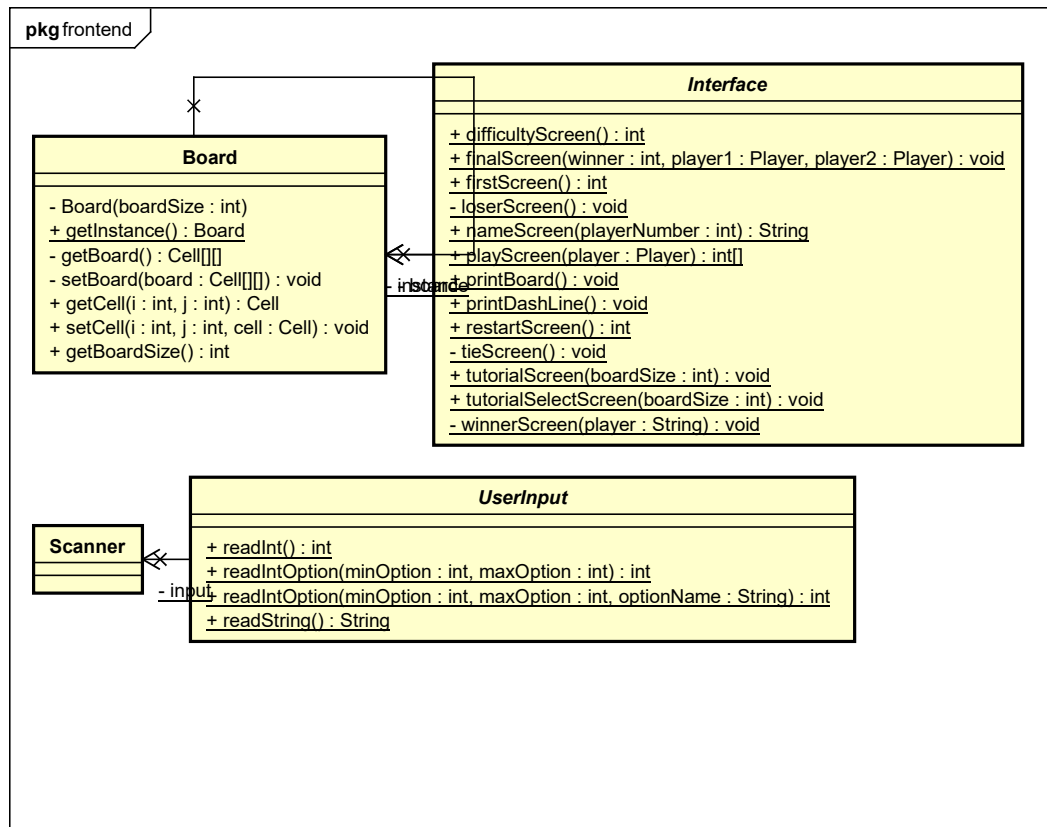 pkg frontend
Interface
+ difficultyScreen() : int
+ finalScreen(winner : int, player1 : Player, player2 : Player) : void
+ firstScreen() : int
- loserScreen() : void
+ nameScreen(playerNumber : int) : String
+ playScreen(player : Player) : int[]
+ printBoard() : void
+ printDashLine() : void
+ restartScreen() : int
- tieScreen() : void
+ tutorialScreen(boardSize : int) : void
+ tutorialSelectScreen(boardSize : int) : void
- winnerScreen(player : String) : void
Board
- Board(boardSize : int)
+ getInstance() : Board
- getBoard() : Cell[][]
- setBoard(board : Cell[][]) : void
+ getCell(i : int, j : int) : Cell
+ setCell(i : int, j : int, cell : Cell) : void
+ getBoardSize() : int
- instance
- board
UserInput
+ readInt() : int
+ readIntOption(minOption : int, maxOption : int) : int
+ readIntOption(minOption : int, maxOption : int, optionName : String) : int
+ readString() : String
Scanner
- input